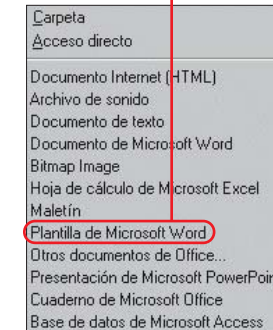 Carpeta
Acceso directo
Documento Internet (HTML)
Archivo de sonido
Documento de texto
Documento de Microsoft Word
Bitmap Image
Hoja de cálculo de Microsoft Excel
Maletín
Plantilla de Microsoft Word
Otros documentos de Office...
Presentación de Microsoft PowerPoin
Cuaderno de Microsoft Office
Base de datos de Microsoft Access